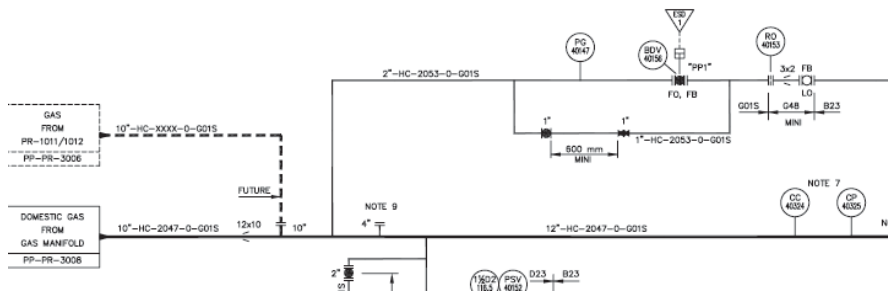 ESD
1
PG
40147
BDV
40156
"PP1"
RO
40153
3x2
FB
2"-HC-2053-0-G01S
FO, FB
LO
G01S
G48
B23
MINI
GAS
FROM
PR-1011/1012
PP-PR-3006
10"-HC-XXXX-0-G01S
1"
1"
1"-HC-2053-G01S
600 mm
MINI
FUTURE
NOTE 9
NOTE 7
DOMESTIC GAS
FROM
GAS MANIFOLD
PP-PR-3008
10"-HC-2047-0-G01S
12x10
10"
4"
12"-HC-2047-0-G01S
CC
40324
CP
40325
2"
1½D2
116.5
PSV
40152
D23
B23